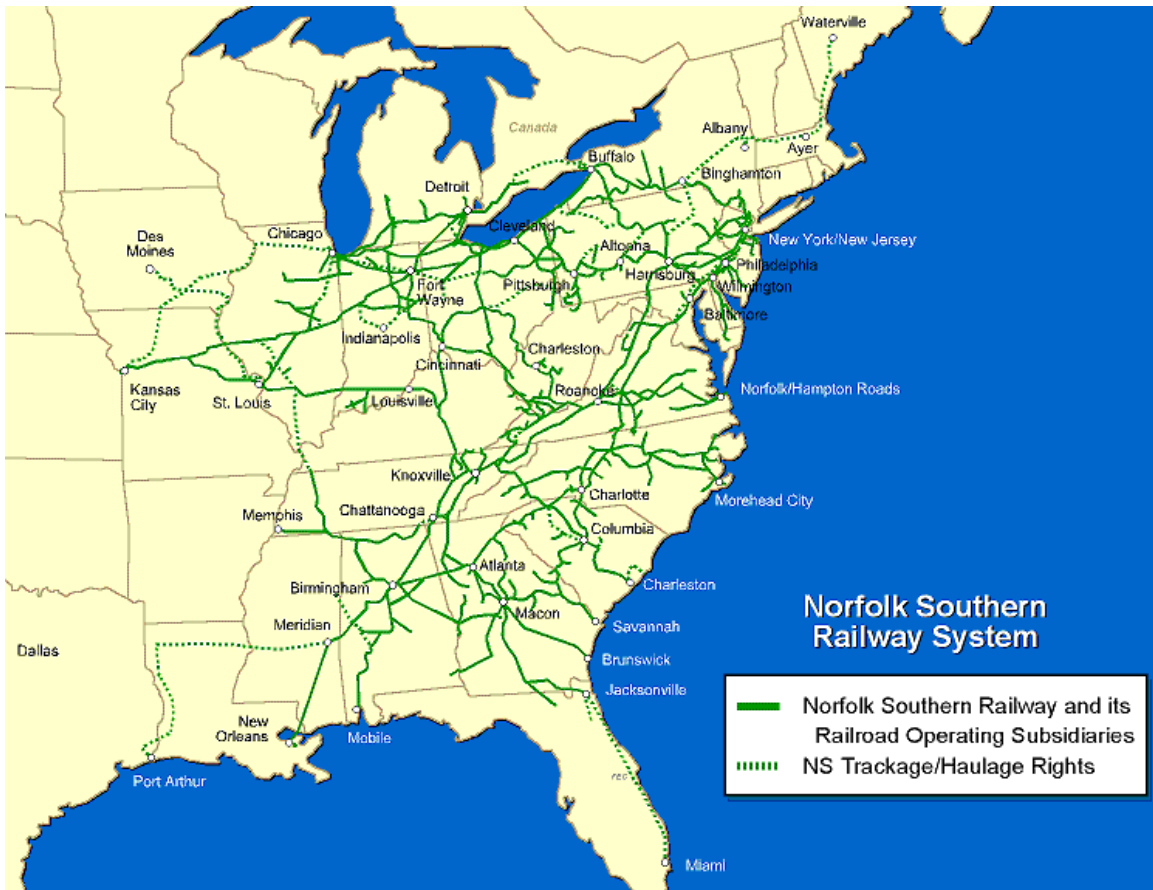 Waterville
Canada
Albany
Ayer
Buffalo
Binghamton
Detroit
Chicago
Cleveland
Des
Moines
New York/New Jersey
Altoona
Harrisburg
Philadelphia
Fort
Wayne
Pittsburgh
Wilmington
Baltimore
Indianapolis
Charleston
Cincinnati
Kansas
City
St. Louis
Louisville
Roanoke
Norfolk/Hampton Roads
Knoxville
Charlotte
Morehead City
Memphis
Chattanooga
Columbia
Atlanta
Birmingham
Charleston
Macon
Meridian
Savannah
Dallas
Brunswick
Jacksonville
New
Orleans
Mobile
Port Arthur
rec
Miami
Norfolk Southern
Railway System
Norfolk Southern Railway and its
Railroad Operating Subsidiaries
NS Trackage/Haulage Rights